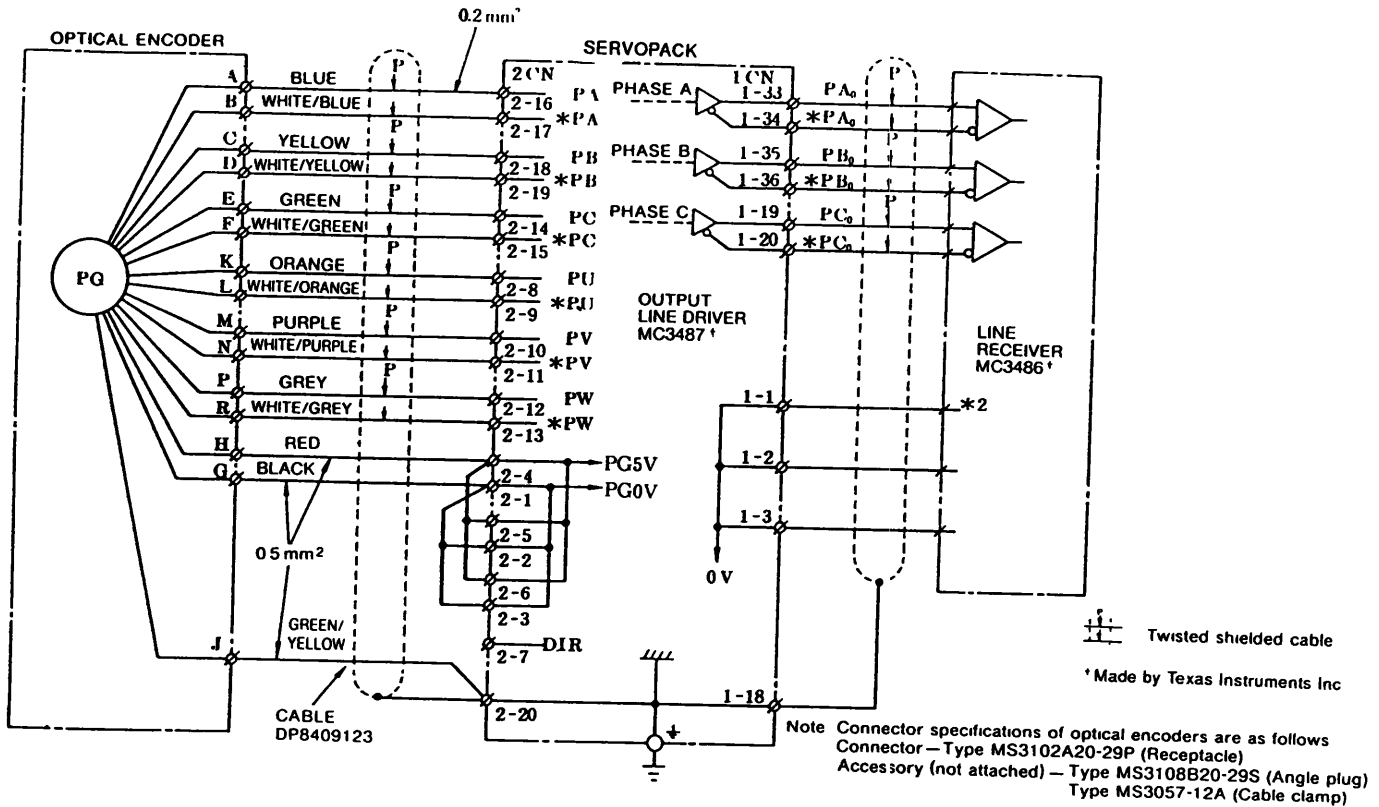 0.2 mm²
OPTICAL ENCODER
SERVOPACK
A BLUE P 2CN 2-16 PA
B WHITE/BLUE 2-17 *PA
C YELLOW P 2-18 PB
D WHITE/YELLOW 2-19 *PB
E GREEN P 2-14 PC
F WHITE/GREEN 2-15 *PC
K ORANGE P 2-8 PU
L WHITE/ORANGE 2-9 *PU
M PURPLE P 2-10 PV
N WHITE/PURPLE 2-11 *PV
P GREY P 2-12 PW
R WHITE/GREY 2-13 *PW
H RED 2-4 PG5V
G BLACK 2-1 PG0V
PG
2-5
2-2
2-6
2-3
0.5 mm²
J GREEN/
YELLOW
2-7 DIR
2-20
CABLE
DP8409123
1CN
PHASE A 1-33 PA₀ P
1-34 *PA₀
PHASE B 1-35 PB₀ P
1-36 *PB₀
PHASE C 1-19 PC₀ P
1-20 *PC₀
OUTPUT
LINE DRIVER
MC3487†
LINE
RECEIVER
MC3486†
1-1 *2
1-2
1-3
0V
1-18
P Twisted shielded cable
†Made by Texas Instruments Inc
Note Connector specifications of optical encoders are as follows
Connector—Type MS3102A20-29P (Receptacle)
Accessory (not attached) — Type MS3108B20-29S (Angle plug)
Type MS3057-12A (Cable clamp)